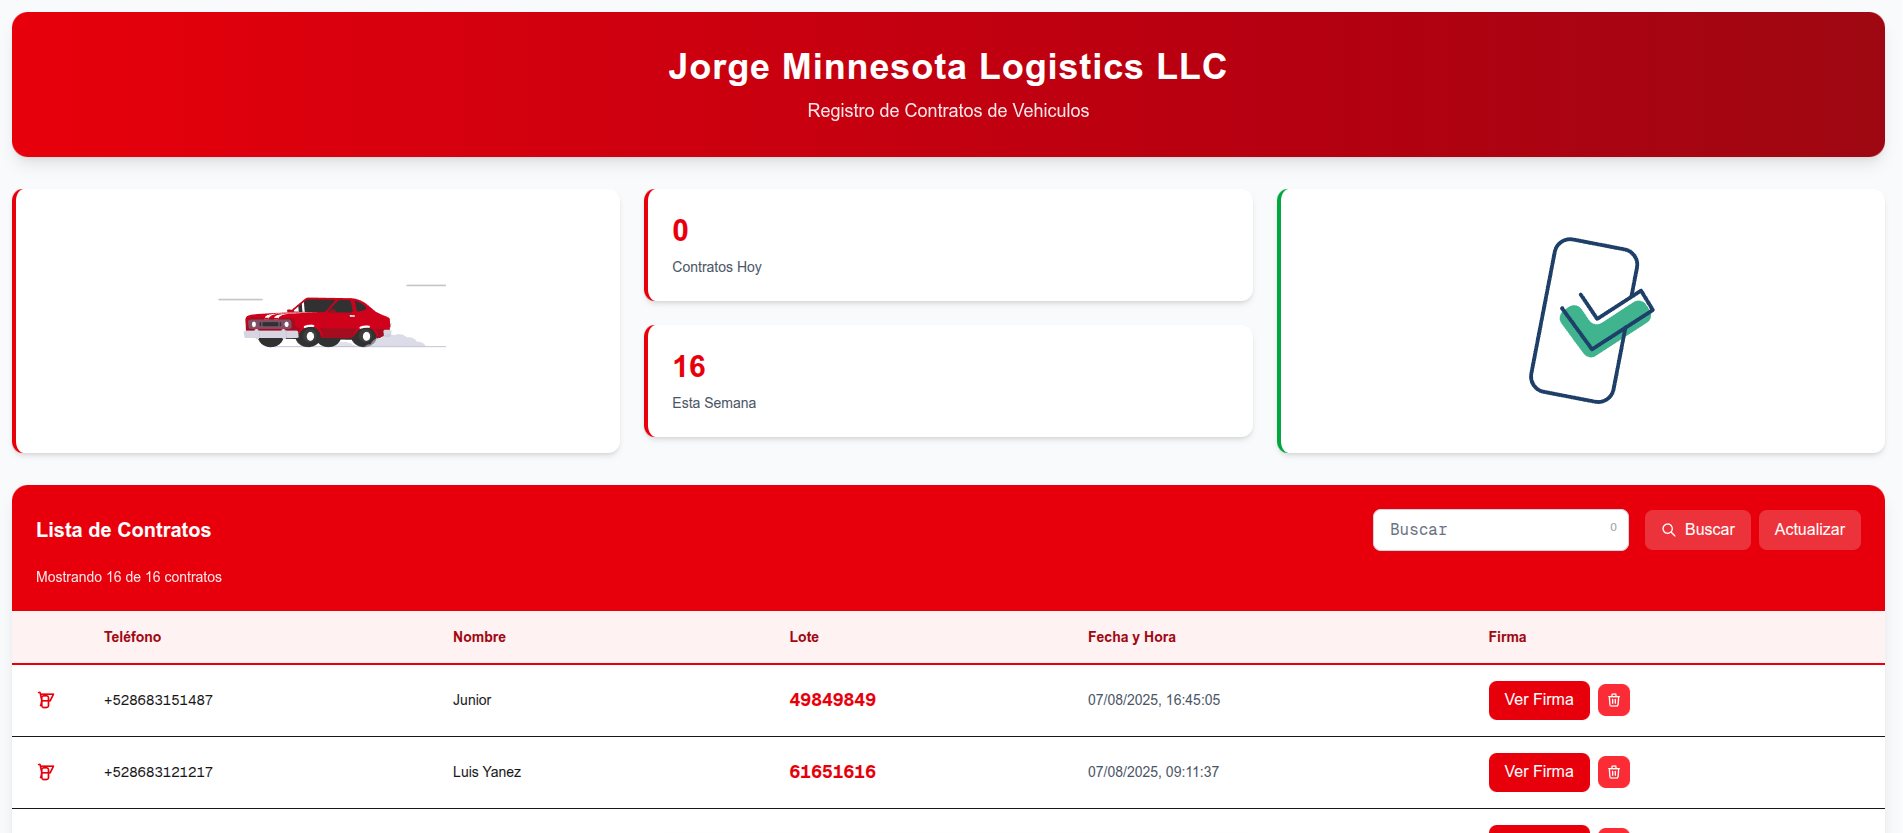 Jorge Minnesota Logistics LLC
Registro de Contratos de Vehiculos
0
Contratos Hoy
16
Esta Semana
Lista de Contratos
Buscar 0
Buscar
Actualizar
Mostrando 16 de 16 contratos
Teléfono Nombre Lote Fecha y Hora Firma
+528683151487 Junior 49849849 07/08/2025, 16:45:05 Ver Firma
+528683121217 Luis Yanez 61651616 07/08/2025, 09:11:37 Ver Firma